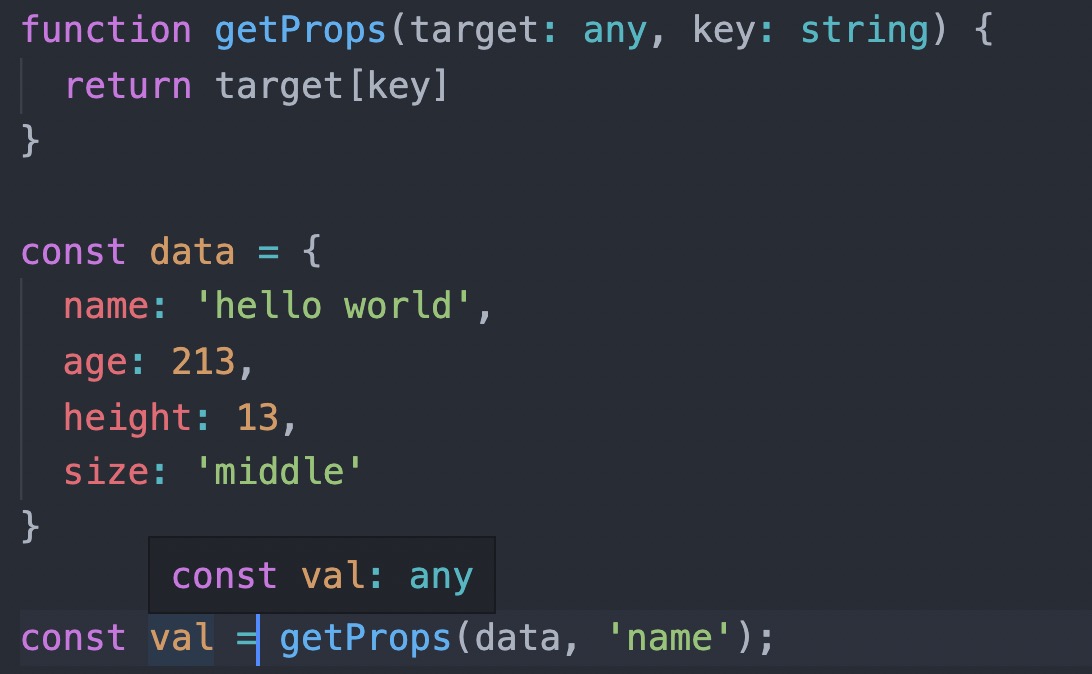 function getProps(target: any, key: string) {
  return target[key]
}
const data = {
  name: 'hello world',
  age: 213,
  height: 13,
  size: 'middle'
}
const val: any
const val = getProps(data, 'name');